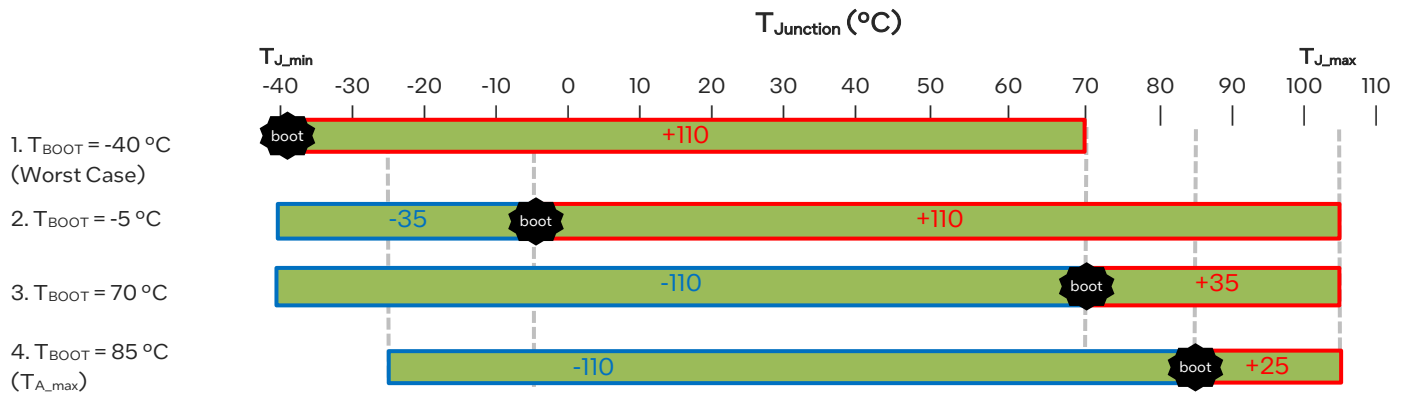 TJunction (ºC)
TJ_min TJ_max
-40 -30 -20 -10 0 10 20 30 40 50 60 70 80 90 100 110
1. TBOOT = -40 ºC
(Worst Case)
boot +110
2. TBOOT = -5 ºC
-35 boot +110
3. TBOOT = 70 ºC
-110 boot +35
4. TBOOT = 85 ºC
(TA_max)
-110 boot +25